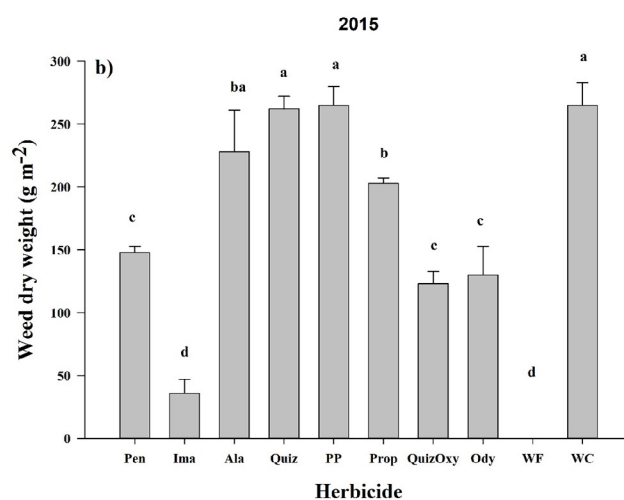 2015
b)
Weed dry weight (g m⁻²)
300
250
200
150
100
50
0
c
d
ba
a
a
b
c
c
d
a
Pen Ima Ala Quiz PP Prop QuizOxy Ody WF WC
Herbicide